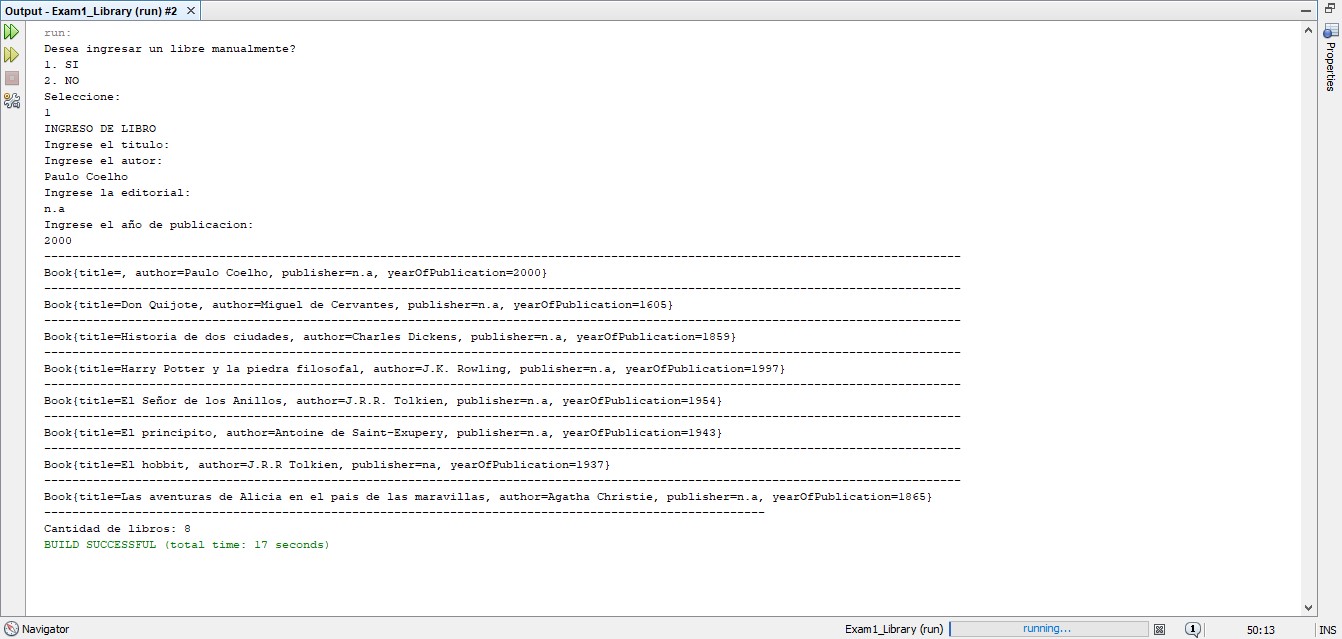 Output - Exam1_Library (run) #2
run:
Desea ingresar un libre manualmente?
1. SI
2. NO
Seleccione:
1
INGRESO DE LIBRO
Ingrese el titulo:
Ingrese el autor:
Paulo Coelho
Ingrese la editorial:
n.a
Ingrese el año de publicacion:
2000
-----------------------------------------------------------------------------------------------------------------------------------
Book{title=, author=Paulo Coelho, publisher=n.a, yearOfPublication=2000}
-----------------------------------------------------------------------------------------------------------------------------------
Book{title=Don Quijote, author=Miguel de Cervantes, publisher=n.a, yearOfPublication=1605}
-----------------------------------------------------------------------------------------------------------------------------------
Book{title=Historia de dos ciudades, author=Charles Dickens, publisher=n.a, yearOfPublication=1859}
-----------------------------------------------------------------------------------------------------------------------------------
Book{title=Harry Potter y la piedra filosofal, author=J.K. Rowling, publisher=n.a, yearOfPublication=1997}
-----------------------------------------------------------------------------------------------------------------------------------
Book{title=El Señor de los Anillos, author=J.R.R. Tolkien, publisher=n.a, yearOfPublication=1954}
-----------------------------------------------------------------------------------------------------------------------------------
Book{title=El principito, author=Antoine de Saint-Exupery, publisher=n.a, yearOfPublication=1943}
-----------------------------------------------------------------------------------------------------------------------------------
Book{title=El hobbit, author=J.R.R Tolkien, publisher=na, yearOfPublication=1937}
-----------------------------------------------------------------------------------------------------------------------------------
Book{title=Las aventuras de Alicia en el pais de las maravillas, author=Agatha Christie, publisher=n.a, yearOfPublication=1865}
-------------------------------------------------------------------------------------------------------
Cantidad de libros: 8
BUILD SUCCESSFUL (total time: 17 seconds)
Properties
Navigator
Exam1_Library (run)
running...
1
50:13
INS